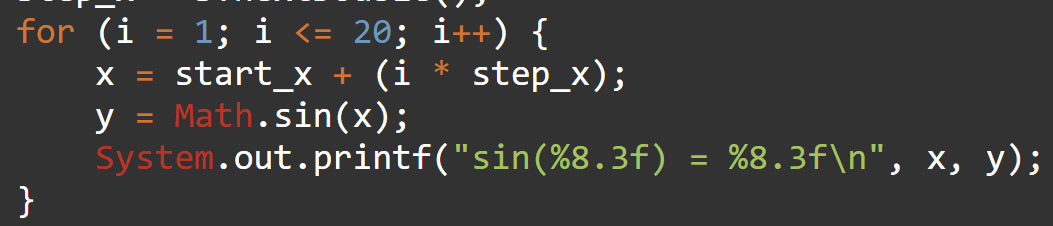 for (i = 1; i <= 20; i++) {
    x = start_x + (i * step_x);
    y = Math.sin(x);
    System.out.printf("sin(%8.3f) = %8.3f\n", x, y);
}